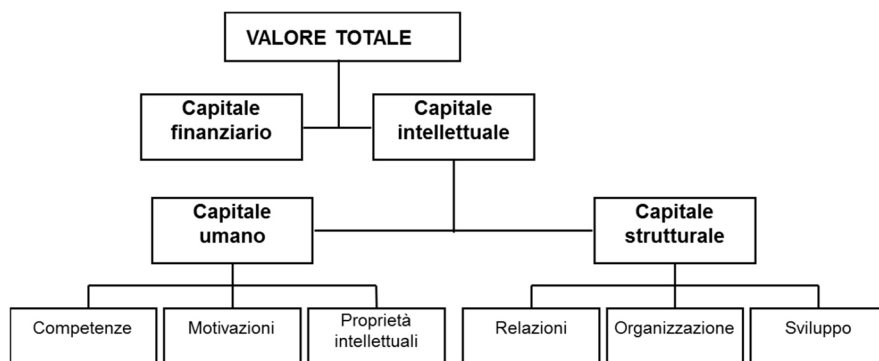 VALORE TOTALE
Capitale
finanziario
Capitale
intellettuale
Capitale
umano
Capitale
strutturale
Competenze
Motivazioni
Proprietà
intellettuali
Relazioni
Organizzazione
Sviluppo